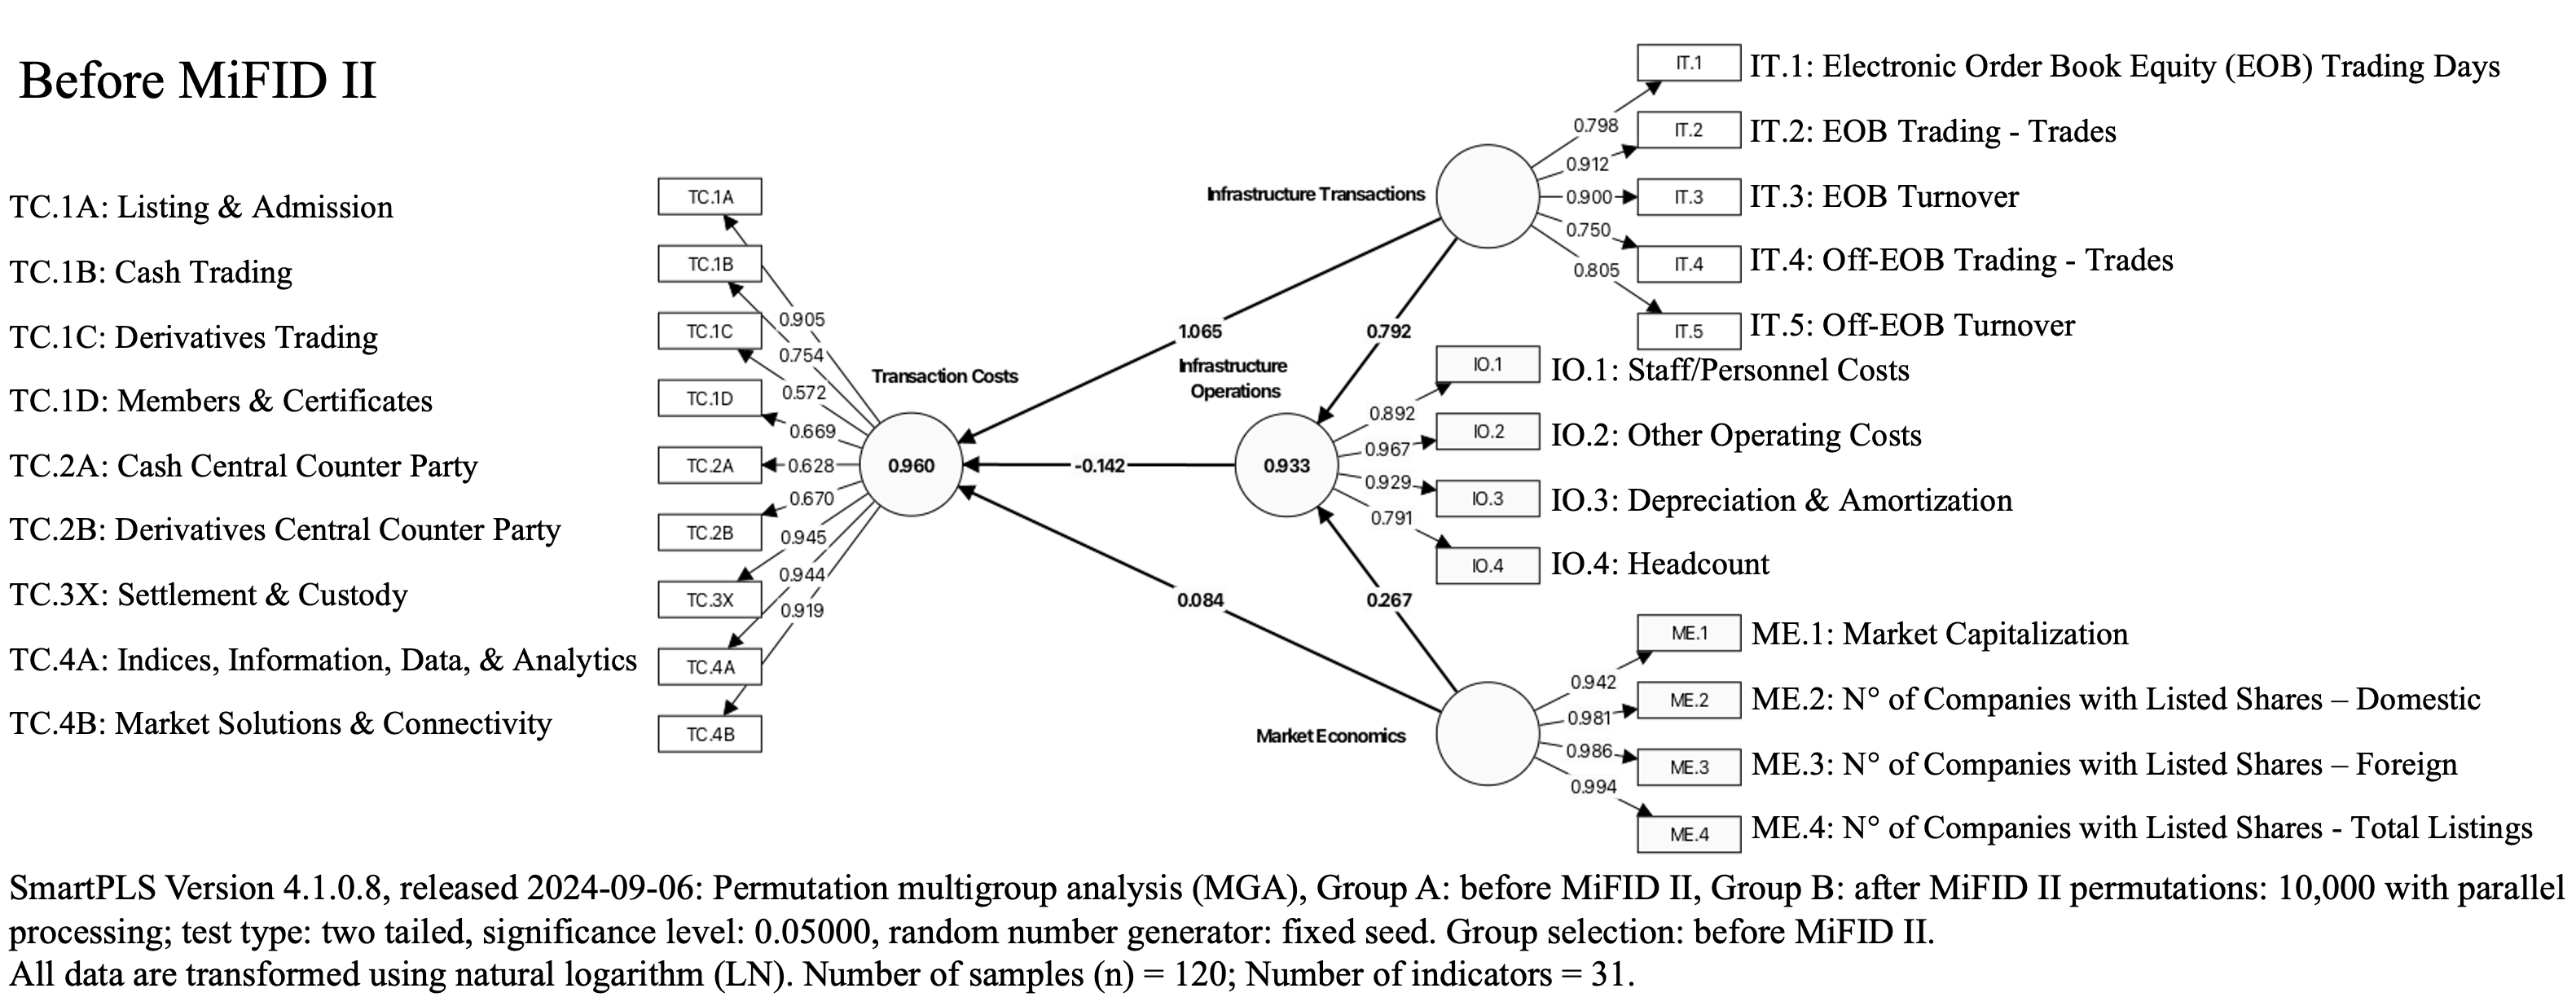 Before MiFID II
TC.1A: Listing & Admission
TC.1B: Cash Trading
TC.1C: Derivatives Trading
TC.1D: Members & Certificates
TC.2A: Cash Central Counter Party
TC.2B: Derivatives Central Counter Party
TC.3X: Settlement & Custody
TC.4A: Indices, Information, Data, & Analytics
TC.4B: Market Solutions & Connectivity
TC.1A
TC.1B
TC.1C
TC.1D
TC.2A
TC.2B
TC.3X
TC.4A
TC.4B
0.905
0.754
0.572
0.669
0.628
0.670
0.945
0.944
0.919
Transaction Costs
0.960
1.065
-0.142
0.084
Infrastructure Transactions
0.792
Infrastructure
Operations
0.933
0.267
Market Economics
0.798
0.912
0.900
0.750
0.805
IT.1
IT.2
IT.3
IT.4
IT.5
IT.1: Electronic Order Book Equity (EOB) Trading Days
IT.2: EOB Trading - Trades
IT.3: EOB Turnover
IT.4: Off-EOB Trading - Trades
IT.5: Off-EOB Turnover
0.892
0.967
0.929
0.791
IO.1
IO.2
IO.3
IO.4
IO.1: Staff/Personnel Costs
IO.2: Other Operating Costs
IO.3: Depreciation & Amortization
IO.4: Headcount
0.942
0.981
0.986
0.994
ME.1
ME.2
ME.3
ME.4
ME.1: Market Capitalization
ME.2: N° of Companies with Listed Shares – Domestic
ME.3: N° of Companies with Listed Shares – Foreign
ME.4: N° of Companies with Listed Shares - Total Listings
SmartPLS Version 4.1.0.8, released 2024-09-06: Permutation multigroup analysis (MGA), Group A: before MiFID II, Group B: after MiFID II permutations: 10,000 with parallel
processing; test type: two tailed, significance level: 0.05000, random number generator: fixed seed. Group selection: before MiFID II.
All data are transformed using natural logarithm (LN). Number of samples (n) = 120; Number of indicators = 31.